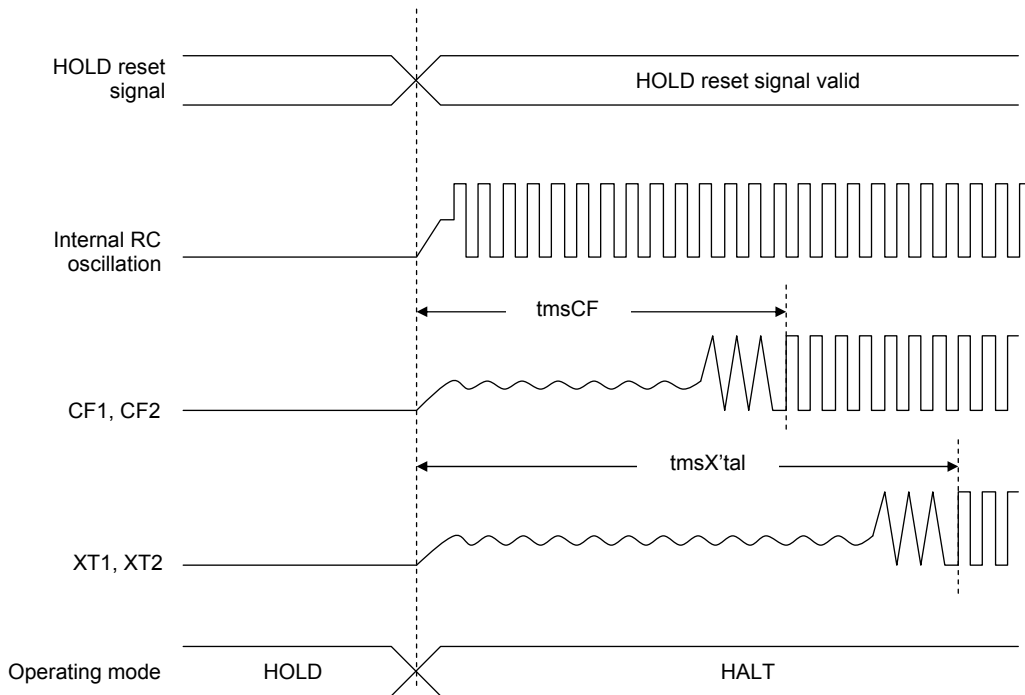 HOLD reset
signal
HOLD reset signal valid
Internal RC
oscillation
tmsCF
CF1, CF2
tmsX’tal
XT1, XT2
Operating mode
HOLD
HALT